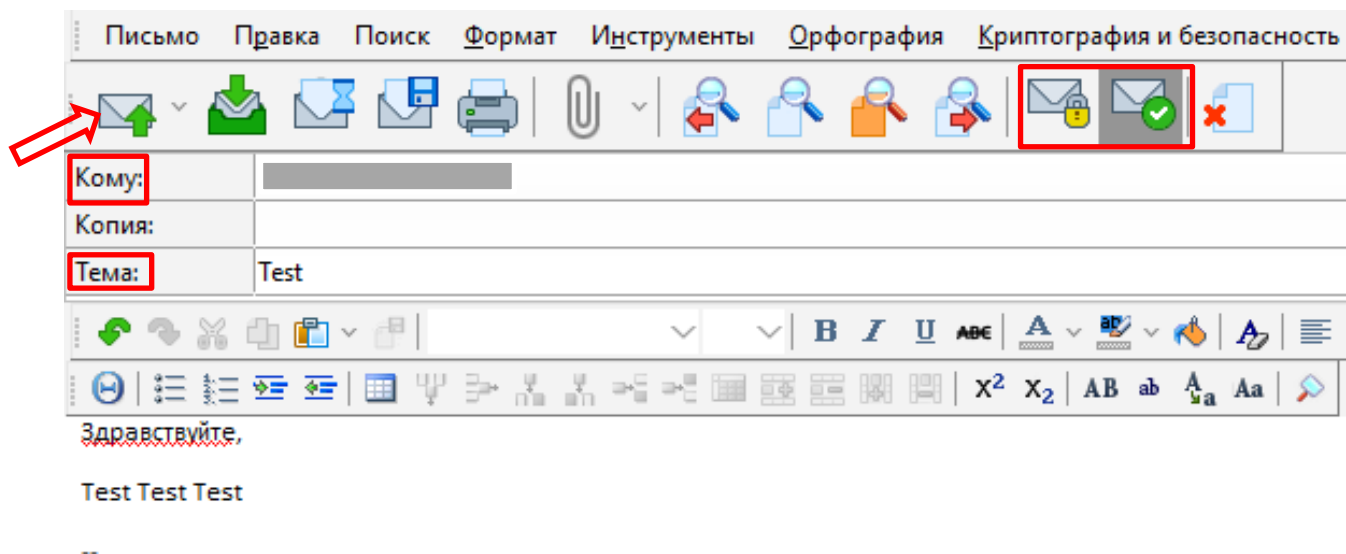 Письмо Правка Поиск Формат Инструменты Орфография Криптография и безопасность
Кому:
Копия:
Тема: Test
B I U ABC A ab A
X² X₂ AB ab Aa Aa
Здравствуйте,
Test Test Test
--